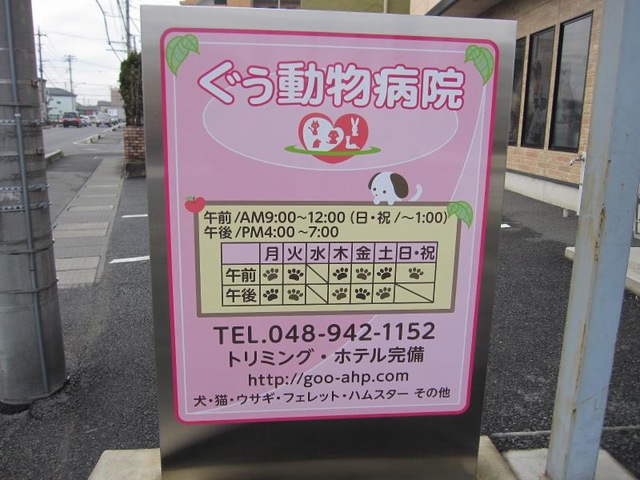 ぐぅ動物病院
午前/AM9:00～12:00 (日・祝/～1:00)
午後/PM4:00～7:00
月 火 水 木 金 土 日・祝
午前
午後
TEL.048-942-1152
トリミング・ホテル完備
http://goo-ahp.com
犬・猫・ウサギ・フェレット・ハムスター その他